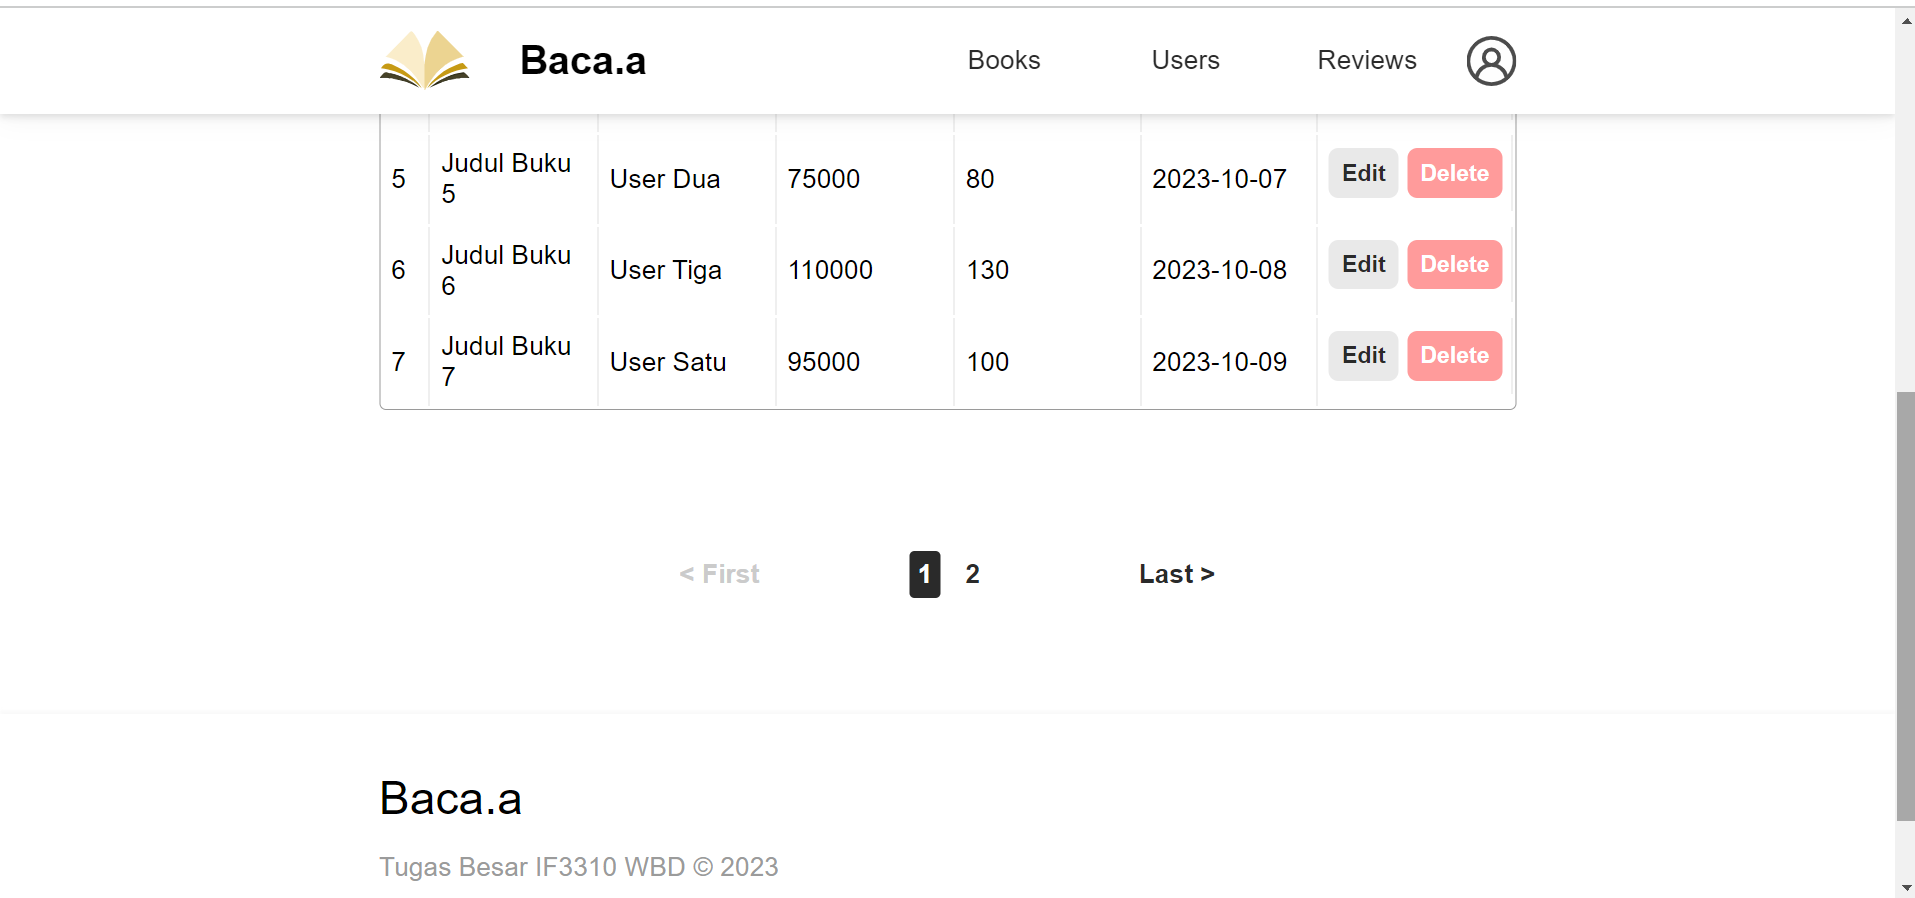 Baca.a Books Users Reviews
5 Judul Buku 5 User Dua 75000 80 2023-10-07 Edit Delete
6 Judul Buku 6 User Tiga 110000 130 2023-10-08 Edit Delete
7 Judul Buku 7 User Satu 95000 100 2023-10-09 Edit Delete
< First 1 2 Last >
Baca.a
Tugas Besar IF3310 WBD © 2023